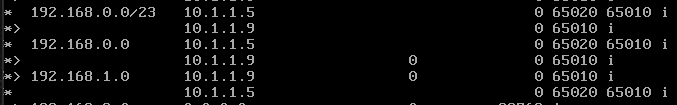 *  192.168.0.0/23   10.1.1.5                               0 65020 65010 i
*>                  10.1.1.9                               0 65010 i
*  192.168.0.0      10.1.1.5                               0 65020 65010 i
*>                  10.1.1.9                 0             0 65010 i
*> 192.168.1.0      10.1.1.9                 0             0 65010 i
*                   10.1.1.5                               0 65020 65010 i